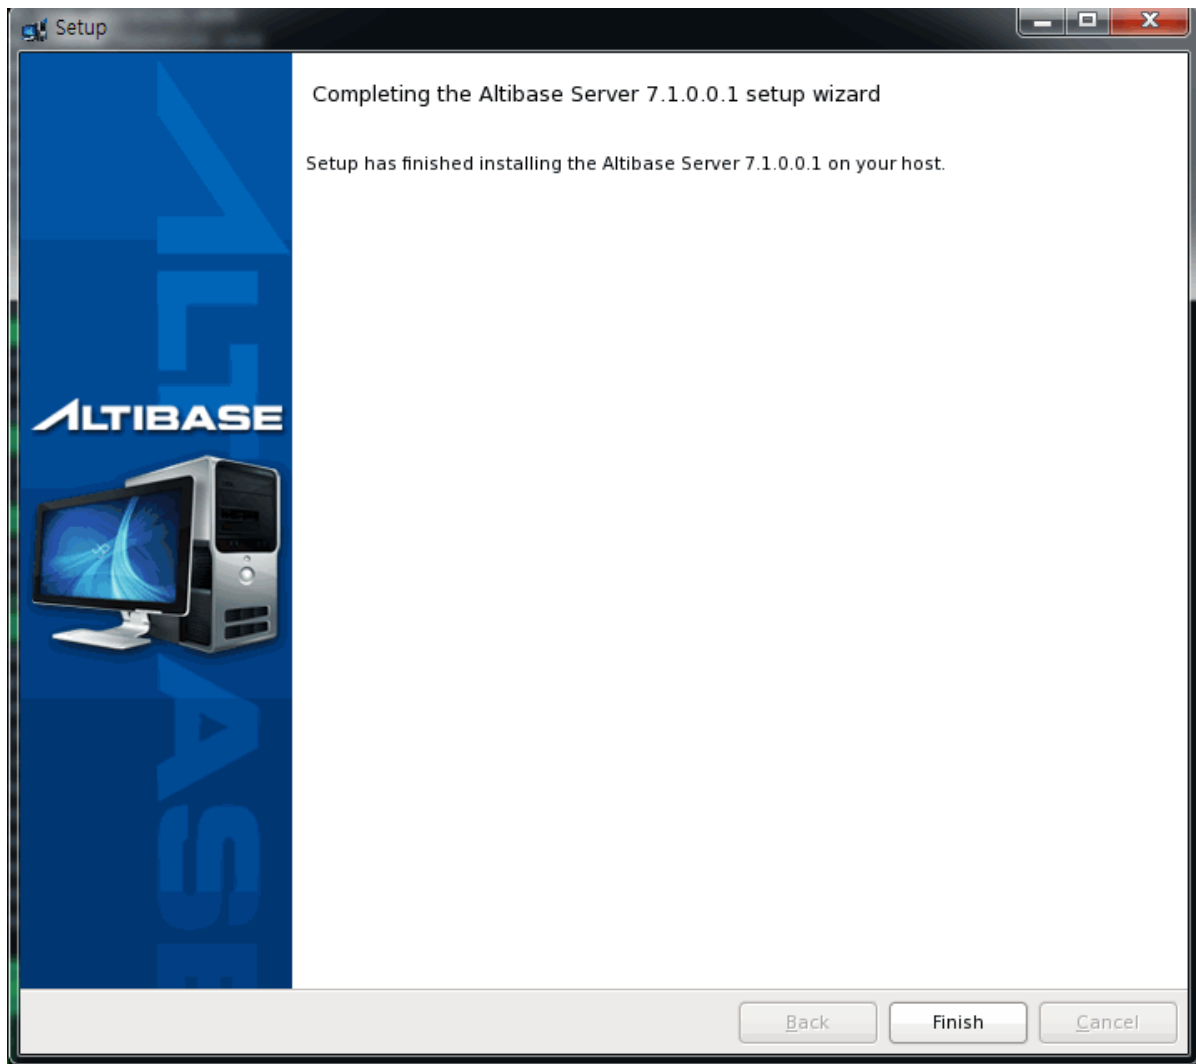 Setup
Completing the Altibase Server 7.1.0.0.1 setup wizard
Setup has finished installing the Altibase Server 7.1.0.0.1 on your host.
ALTIBASE
ALTIBASE
Back
Finish
Cancel